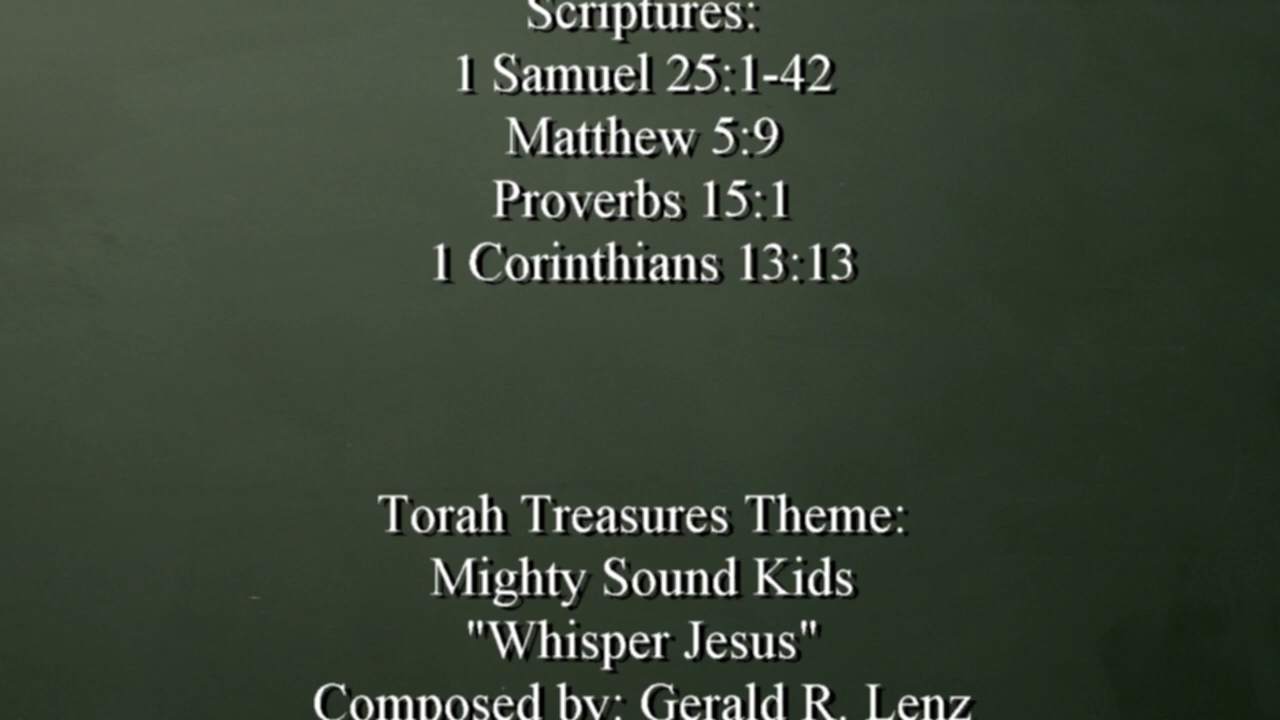 Scriptures:
1 Samuel 25:1-42
Matthew 5:9
Proverbs 15:1
1 Corinthians 13:13
Torah Treasures Theme:
Mighty Sound Kids
"Whisper Jesus"
Composed by: Gerald R. Lenz